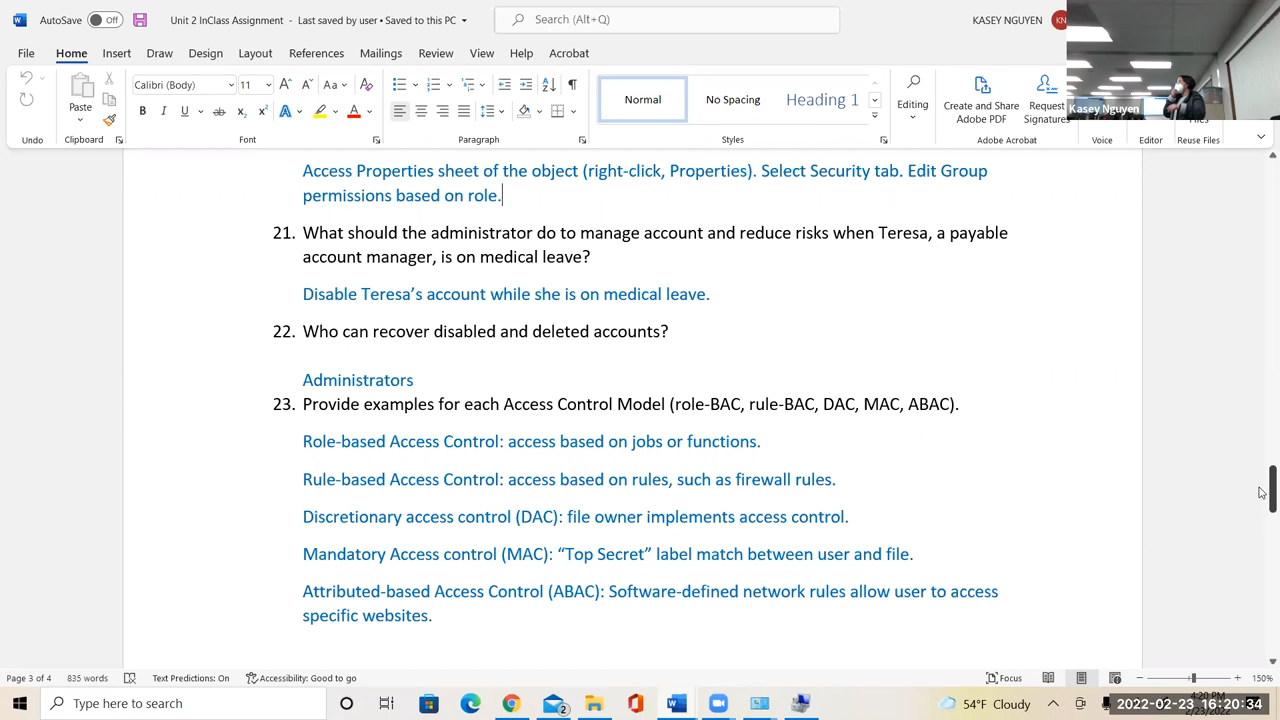 AutoSave Off Unit 2 InClass Assignment - Last saved by user • Saved to this PC Search (Alt+Q) KASEY NGUYEN KN
File Home Insert Draw Design Layout References Mailings Review View Help Acrobat
Kasey Nguyen
Paste
Calibri (Body) 11
Normal No Spacing Heading 1
Editing
Create and Share Adobe PDF
Request Signatures
Files
Undo Clipboard Font Paragraph Styles Adobe Acrobat Voice Editor Reuse Files
Access Properties sheet of the object (right-click, Properties). Select Security tab. Edit Group
permissions based on role.
21. What should the administrator do to manage account and reduce risks when Teresa, a payable
account manager, is on medical leave?
Disable Teresa’s account while she is on medical leave.
22. Who can recover disabled and deleted accounts?
Administrators
23. Provide examples for each Access Control Model (role-BAC, rule-BAC, DAC, MAC, ABAC).
Role-based Access Control: access based on jobs or functions.
Rule-based Access Control: access based on rules, such as firewall rules.
Discretionary access control (DAC): file owner implements access control.
Mandatory Access control (MAC): “Top Secret” label match between user and file.
Attributed-based Access Control (ABAC): Software-defined network rules allow user to access
specific websites.
Page 3 of 4 835 words Text Predictions: On Accessibility: Good to go Focus 150%
Type here to search 2 54°F Cloudy 4:20 PM
2022-02-23 16:20:34
2/23/2022